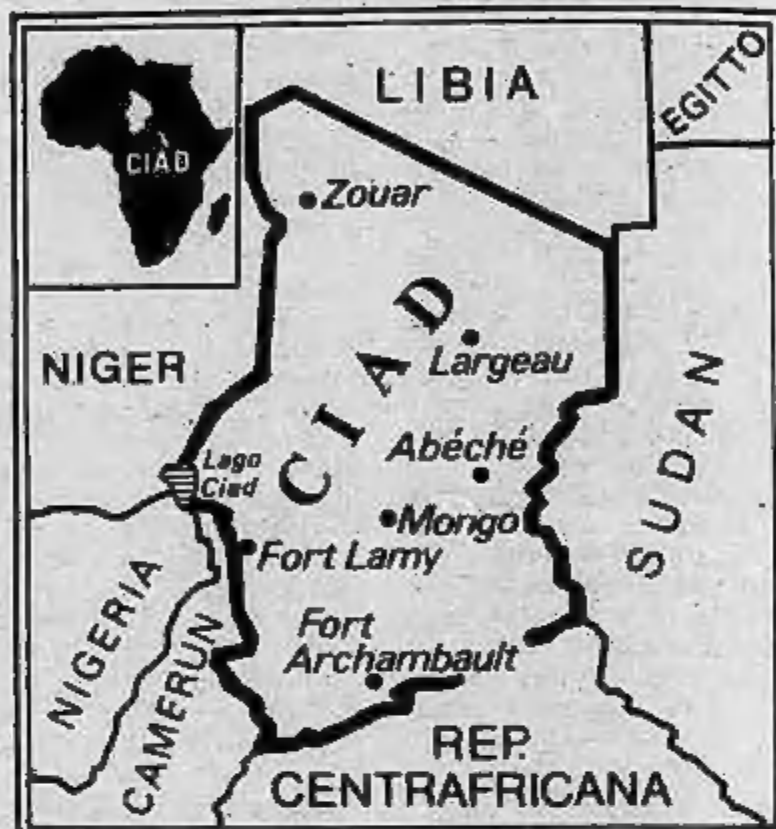 LIBIA
EGITTO
CIAD
Zouar
CIAD
Largeau
NIGER
Abéché
Lago
Ciad
Mongo
SUDAN
Fort Lamy
NIGERIA
CAMERUN
Fort
Archambault
REP.
CENTRAFRICANA